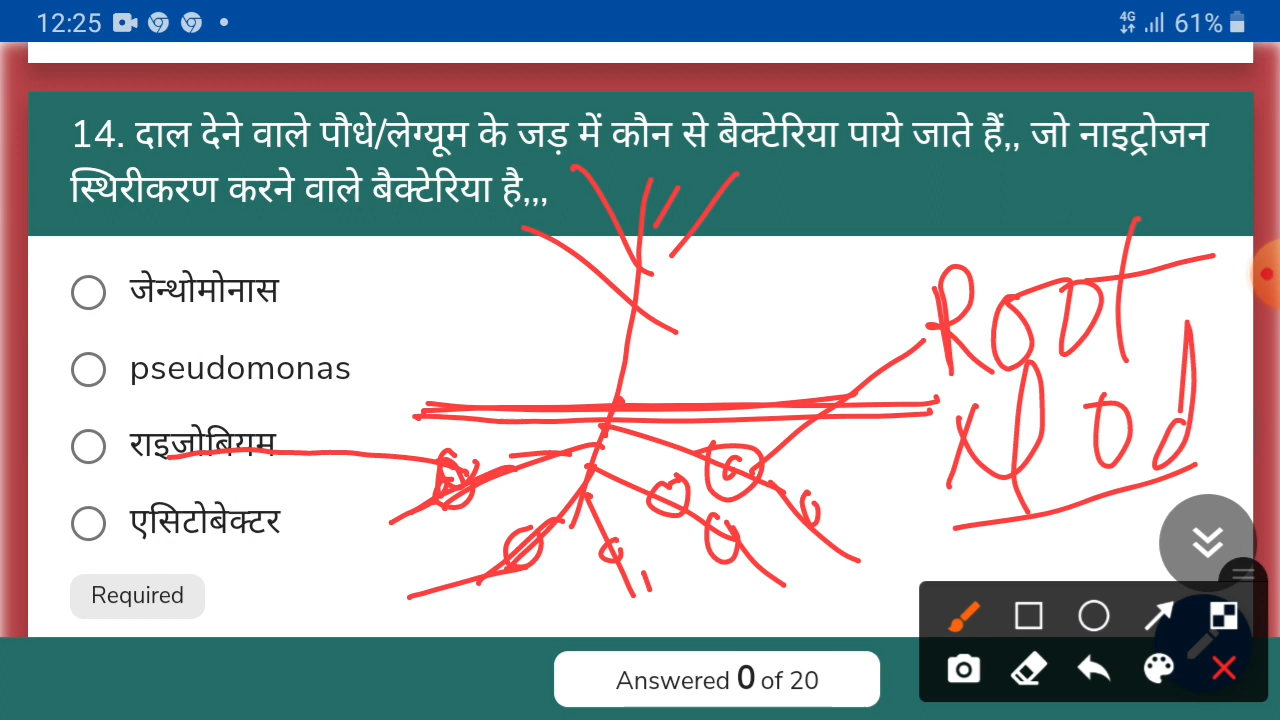 12:25
4G
61%
14. दाल देने वाले पौधे/लेग्यूम के जड़ में कौन से बैक्टेरिया पाये जाते हैं,, जो नाइट्रोजन
स्थिरीकरण करने वाले बैक्टेरिया है,,,
जेन्थोमोनास
pseudomonas
राइजोबियम
एसिटोबेक्टर
Root
Required
Answered 0 of 20